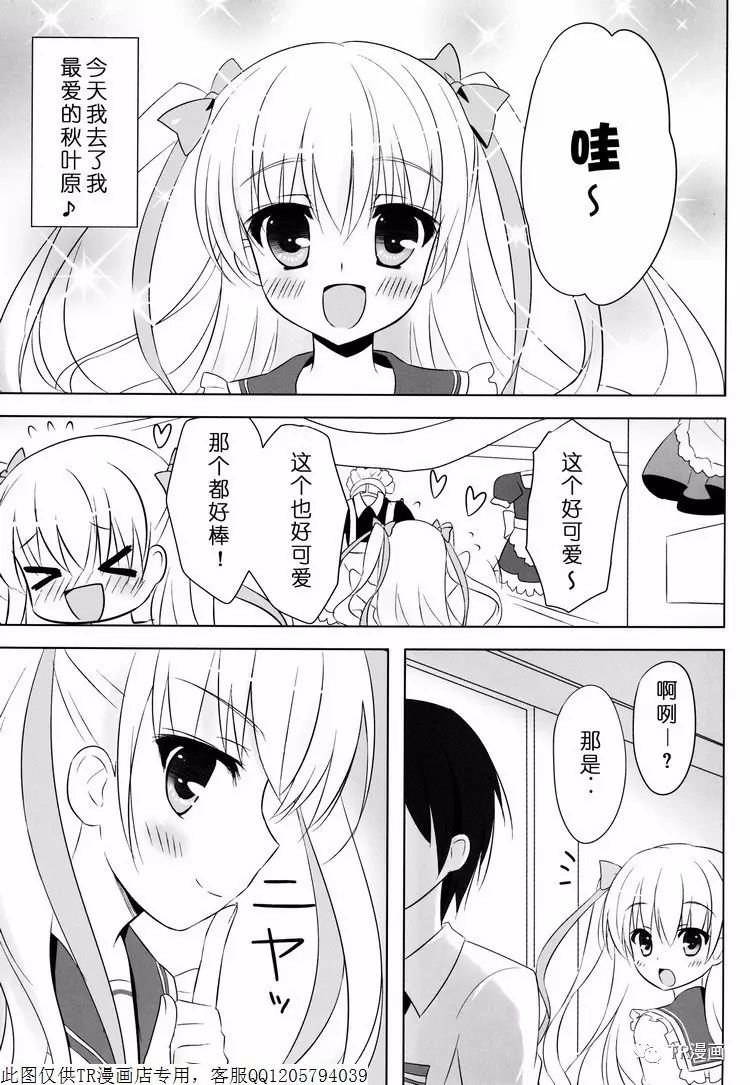 哇～
今天我去了我
最爱的秋叶原
♪
这个好可爱～
这个也好可爱
那个都好棒！
啊咧—？
那是‥
ニヤッ
TR漫画
此图仅供TR漫画店专用，客服QQ1205794039